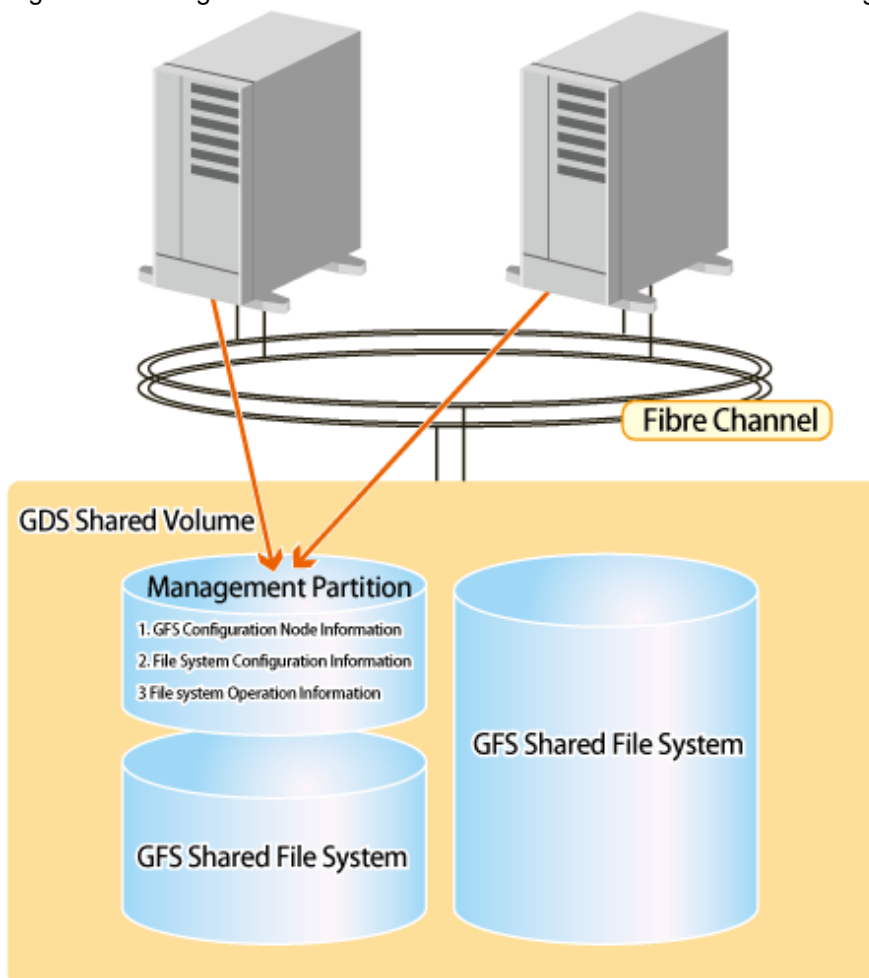 Fibre Channel
GDS Shared Volume
Management Partition
1. GFS Configuration Node Information
2. File System Configuration Information
3 File system Operation Information
GFS Shared File System
GFS Shared File System